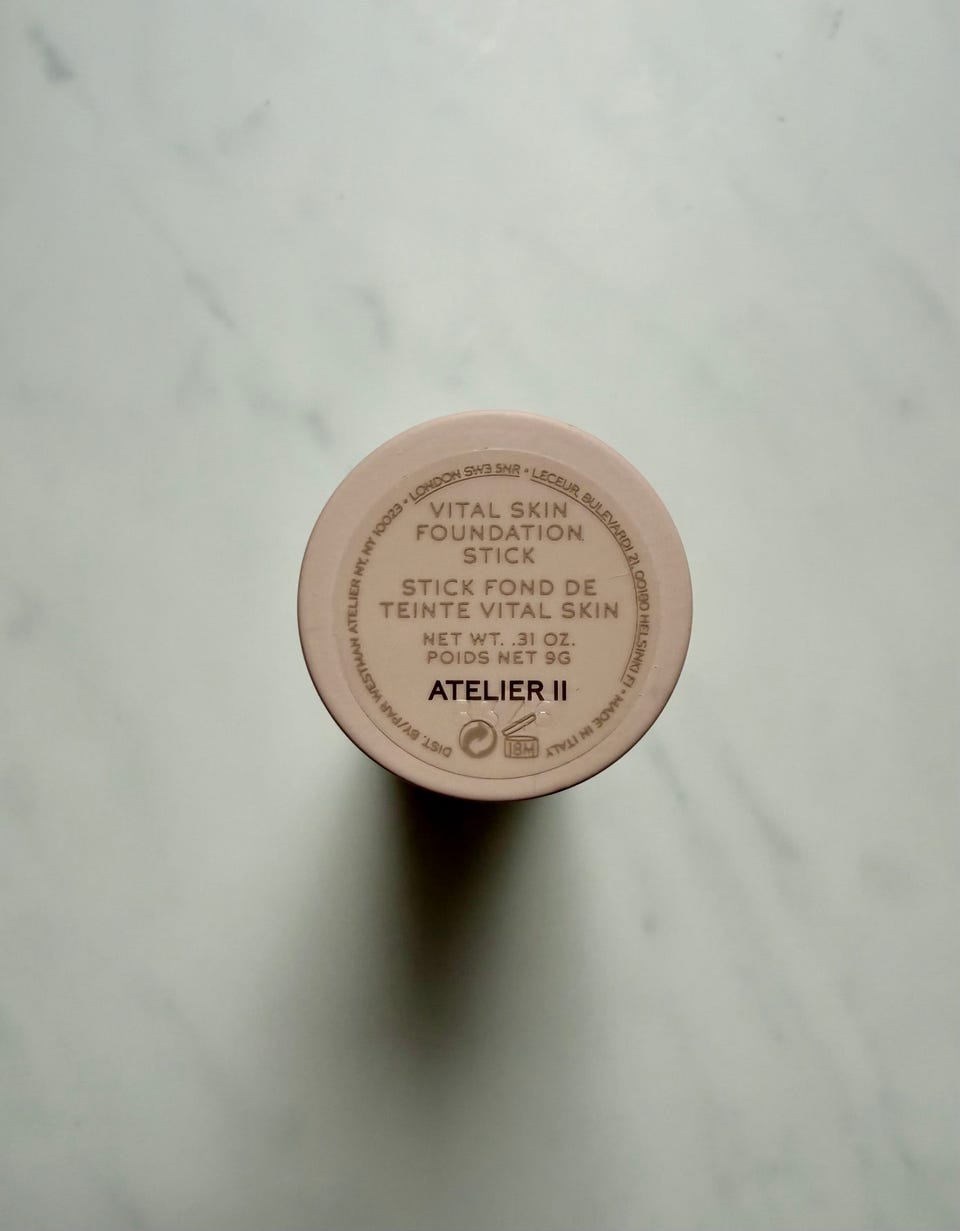 VITAL SKIN
FOUNDATION
STICK
STICK FOND DE
TEINTE VITAL SKIN
NET WT. .31 OZ.
POIDS NET 9G
ATELIER II
18M
DIST. BY/PAR WESTMAN ATELIER NY, NY 10023 • LONDON SW3 5NR • LECEUR, BULEVARDI 21, 00180 HELSINKI FI • MADE IN ITALY